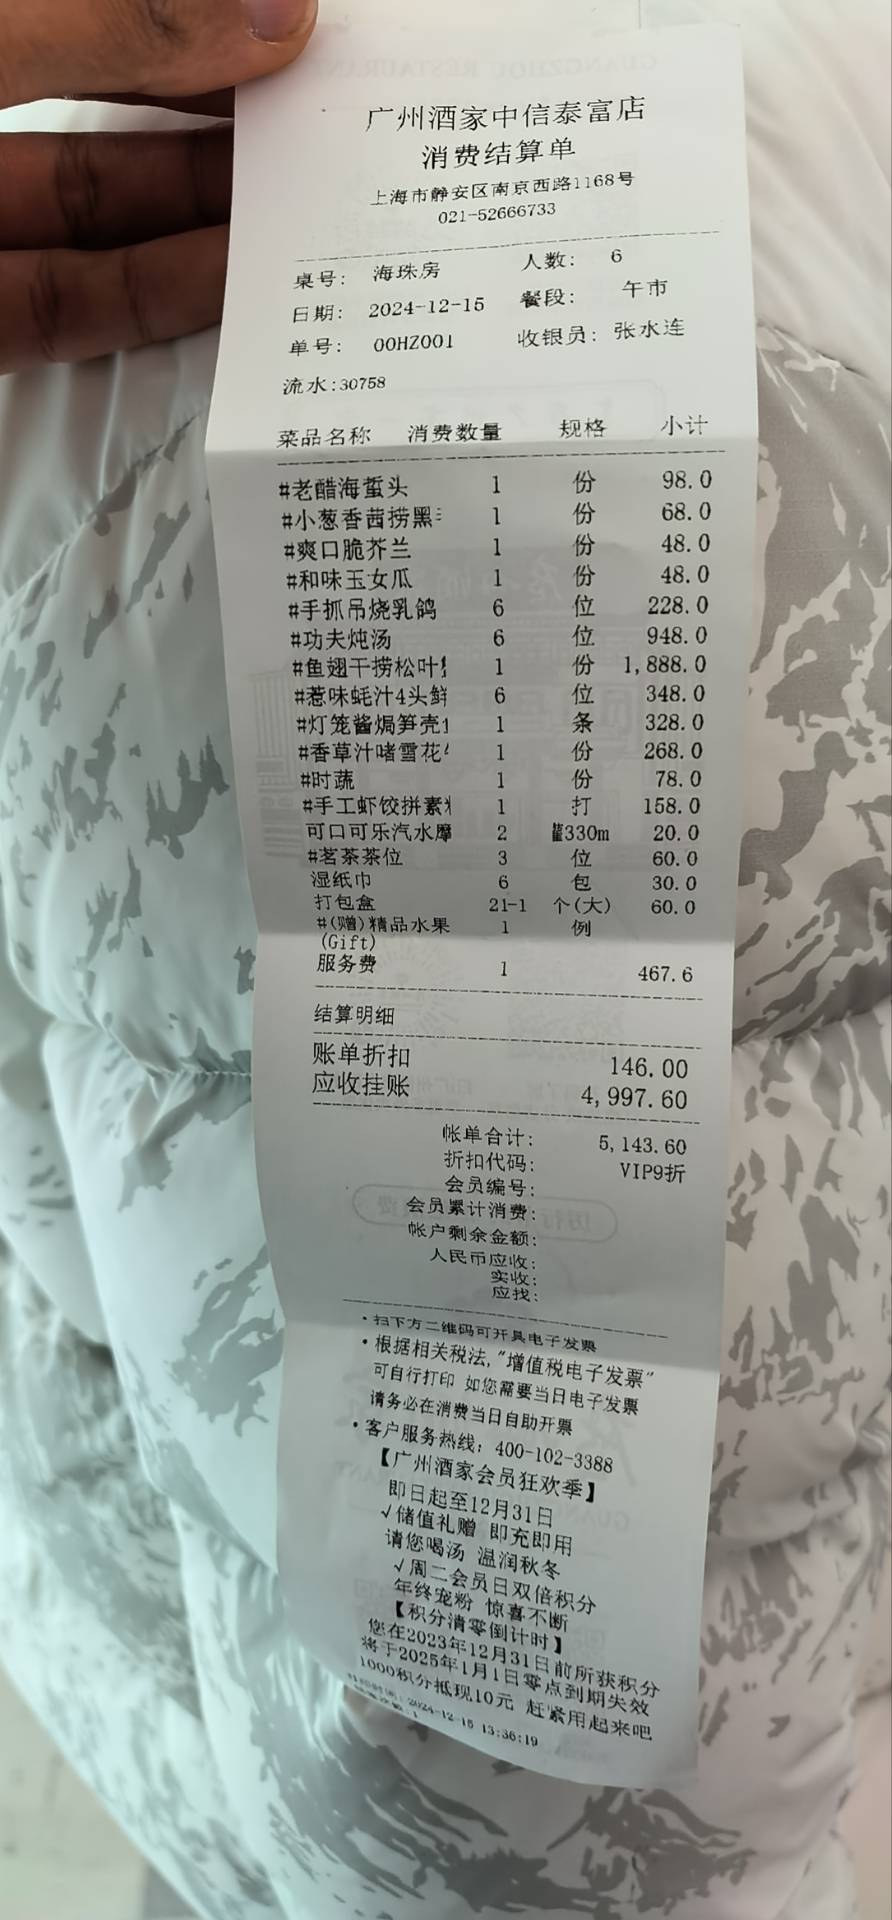 广州酒家中信泰富店
消费结算单
上海市静安区南京西路1168号
021-52666733
桌号: 海珠房 人数: 6
日期: 2024-12-15 餐段: 午市
单号: 00HZ001 收银员: 张水连
流水:30758
菜品名称 消费数量 规格 小计
#老醋海蜇头 1 份 98.0
#小葱香茜捞黑 1 份 68.0
#爽口脆芥兰 1 份 48.0
#和味玉女瓜 1 份 48.0
#手抓吊烧乳鸽 6 位 228.0
#功夫炖汤 6 位 948.0
#鱼翅干捞松叶 1 份 1,888.0
#惹味蚝汁4头鲜 6 位 348.0
#灯笼酱焗笋壳 1 条 328.0
#香草汁啫雪花 1 份 268.0
#时蔬 1 份 78.0
#手工虾饺拼素 1 打 158.0
可口可乐汽水摩 2 330m 20.0
#茗茶茶位 3 位 60.0
湿纸巾 6 包 30.0
打包盒 21-1 个(大) 60.0
#(赠)精品水果 1 例
(Gift)
服务费 1 467.6
结算明细
账单折扣 146.00
应收挂账 4,997.60
帐单合计: 5,143.60
折扣代码: VIP9折
会员编号:
会员累计消费:
帐户剩余金额:
人民币应收:
实收:
应找:
·扫下方二维码可开具电子发票
·根据相关税法,"增值税电子发票"
可自行打印 如您需要当日电子发票
请务必在消费当日自助开票
·客户服务热线: 400-102-3388
【广州酒家会员狂欢季】
即日起至12月31日
√储值礼赠 即充即用
请您喝汤 温润秋冬
√周二会员日双倍积分
年终宠粉 惊喜不断
【积分清零倒计时】
您在2023年12月31日前所获积分
将于2025年1月1日零点到期失效
1000积分抵现10元 赶紧用起来吧
2024-12-15 13:36:19